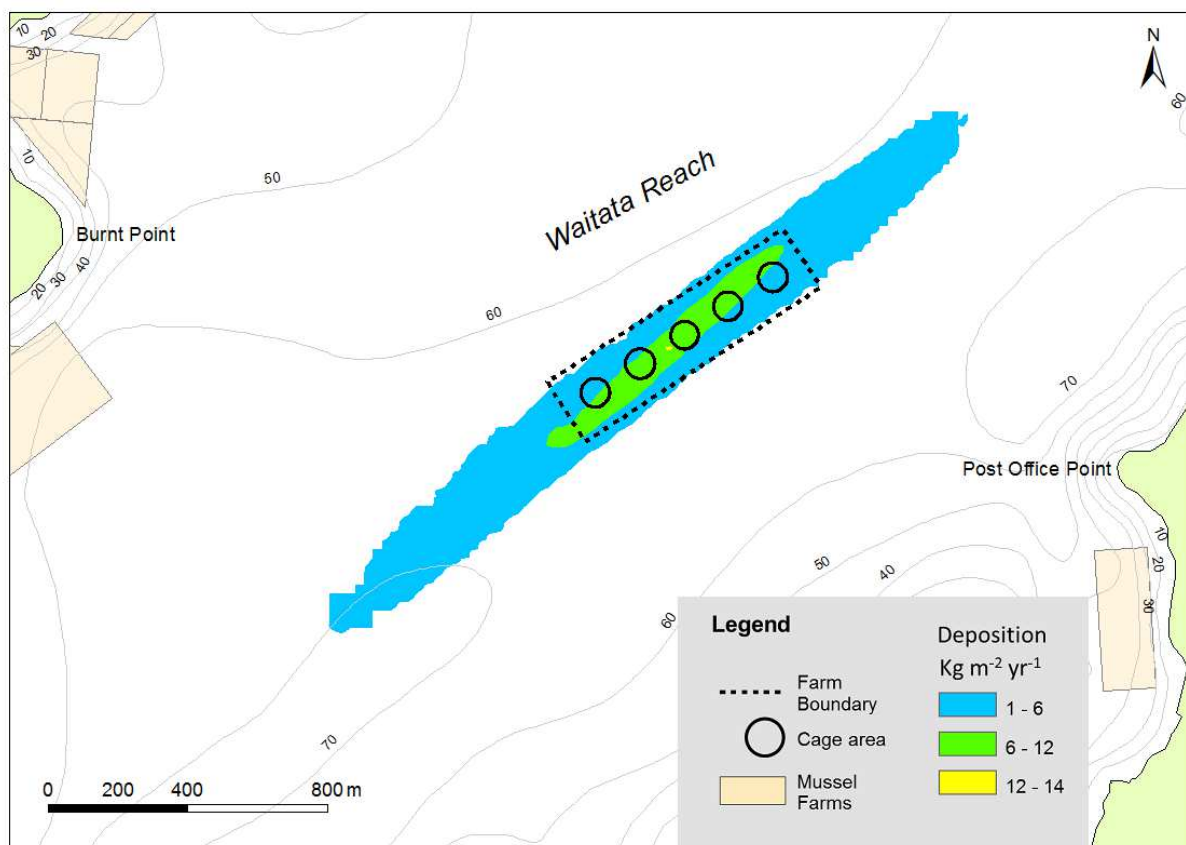 10
20
30
N
60
50
10
Waitata Reach
Burnt Point
40
30
20
60
70
Post Office Point
10
20
30
50
40
60
70
Legend
Farm
Boundary
Cage area
Mussel
Farms
Deposition
Kg m⁻² yr⁻¹
1 - 6
6 - 12
12 - 14
0 200 400 800 m